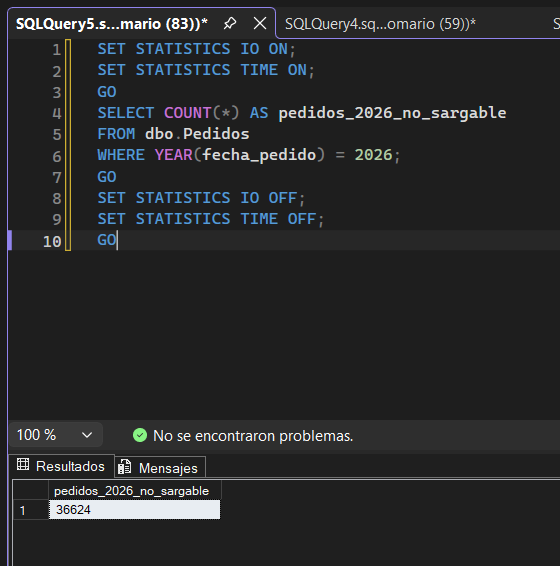 SQLQuery5.s...mario (83))*
SQLQuery4.sq...omario (59))*
1 SET STATISTICS IO ON;
2 SET STATISTICS TIME ON;
3 GO
4 SELECT COUNT(*) AS pedidos_2026_no_sargable
5 FROM dbo.Pedidos
6 WHERE YEAR(fecha_pedido) = 2026;
7 GO
8 SET STATISTICS IO OFF;
9 SET STATISTICS TIME OFF;
10 GO
100 %
No se encontraron problemas.
Resultados
Mensajes
pedidos_2026_no_sargable
1 36624